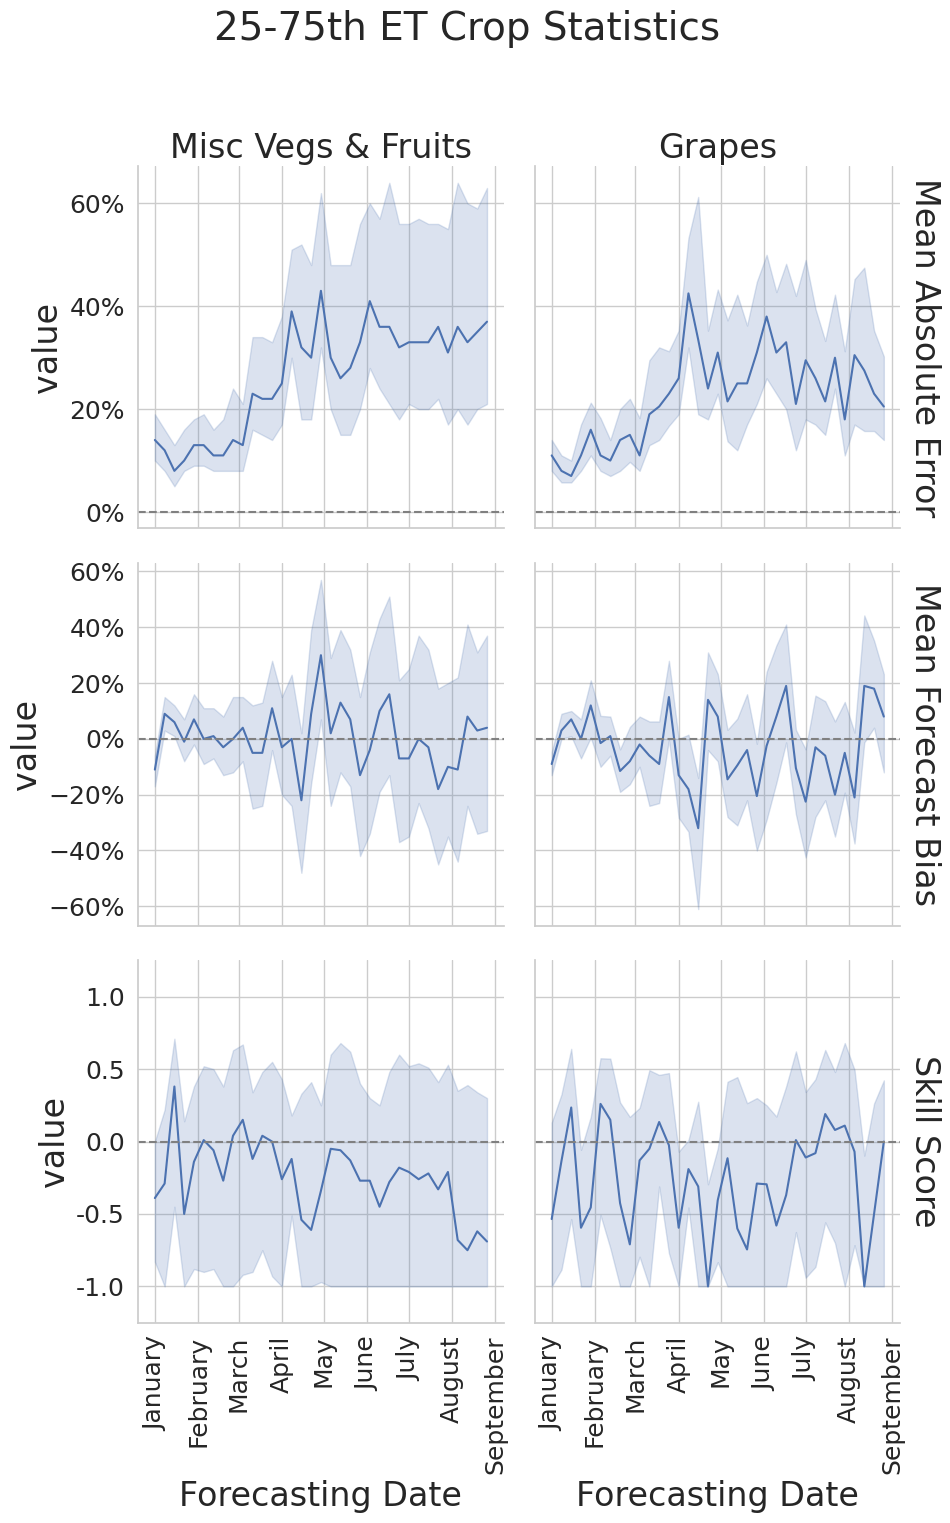 25-75th ET Crop Statistics
Misc Vegs & Fruits
Grapes
60%
40%
20%
0%
value
Mean Absolute Error
60%
40%
20%
0%
−20%
−40%
−60%
value
Mean Forecast Bias
1.0
0.5
0.0
-0.5
-1.0
value
Skill Score
January
February
March
April
May
June
July
August
September
January
February
March
April
May
June
July
August
September
Forecasting Date
Forecasting Date